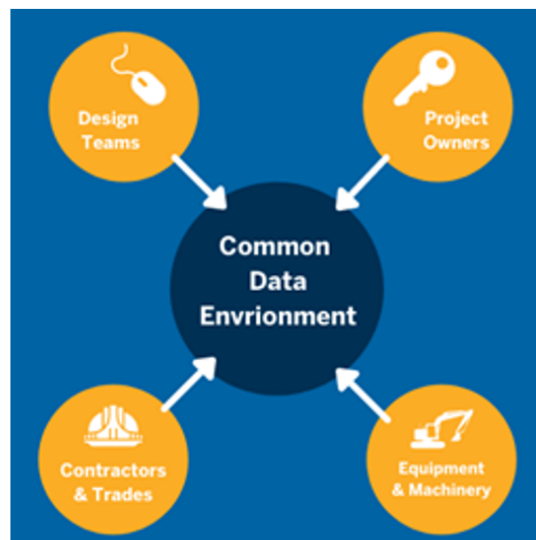 Design
Teams
Project
Owners
Common
Data
Envrionment
Contractors
& Trades
Equipment
& Machinery